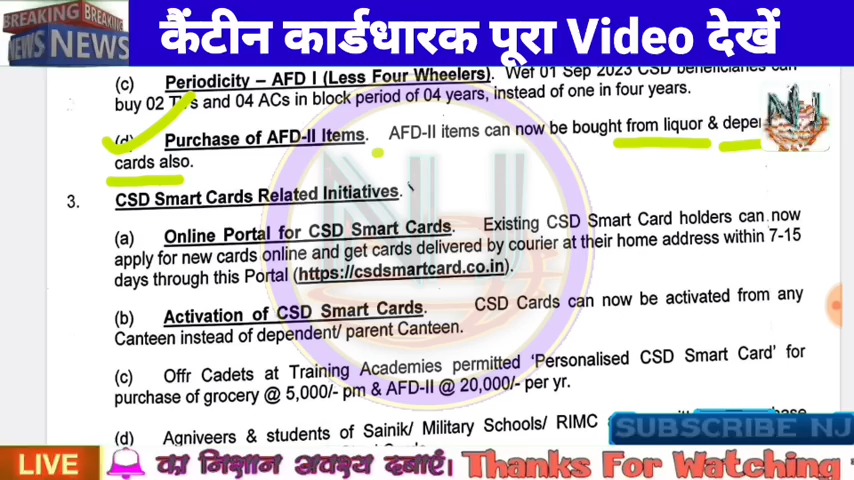 BREAKING BREAKING
NEWS NEWS
कैंटीन कार्डधारक पूरा Video देखें
(c) Periodicity – AFD I (Less Four Wheelers). Wef 01 Sep 2023 CSD beneficiaries can
buy 02 TVs and 04 ACs in block period of 04 years, instead of one in four years.
(d) Purchase of AFD-II Items. AFD-II items can now be bought from liquor &
cards also.
NJ
3. CSD Smart Cards Related Initiatives.
(a) Online Portal for CSD Smart Cards. Existing CSD Smart Card holders can now
apply for new cards online and get cards delivered by courier at their home address within 7-15
days through this Portal (https://csdsmartcard.co.in).
(b) Activation of CSD Smart Cards. CSD Cards can now be activated from any
Canteen instead of dependent/ parent Canteen.
(c) Offr Cadets at Training Academies permitted 'Personalised CSD Smart Card' for
purchase of grocery @ 5,000/- pm & AFD-II @ 20,000/- per yr.
(d) Agniveers & students of Sainik/ Military Schools/ RIMC
SUBSCRIBE NJ
LIVE का निशान अवश्य दबाएं। Thanks For Watching